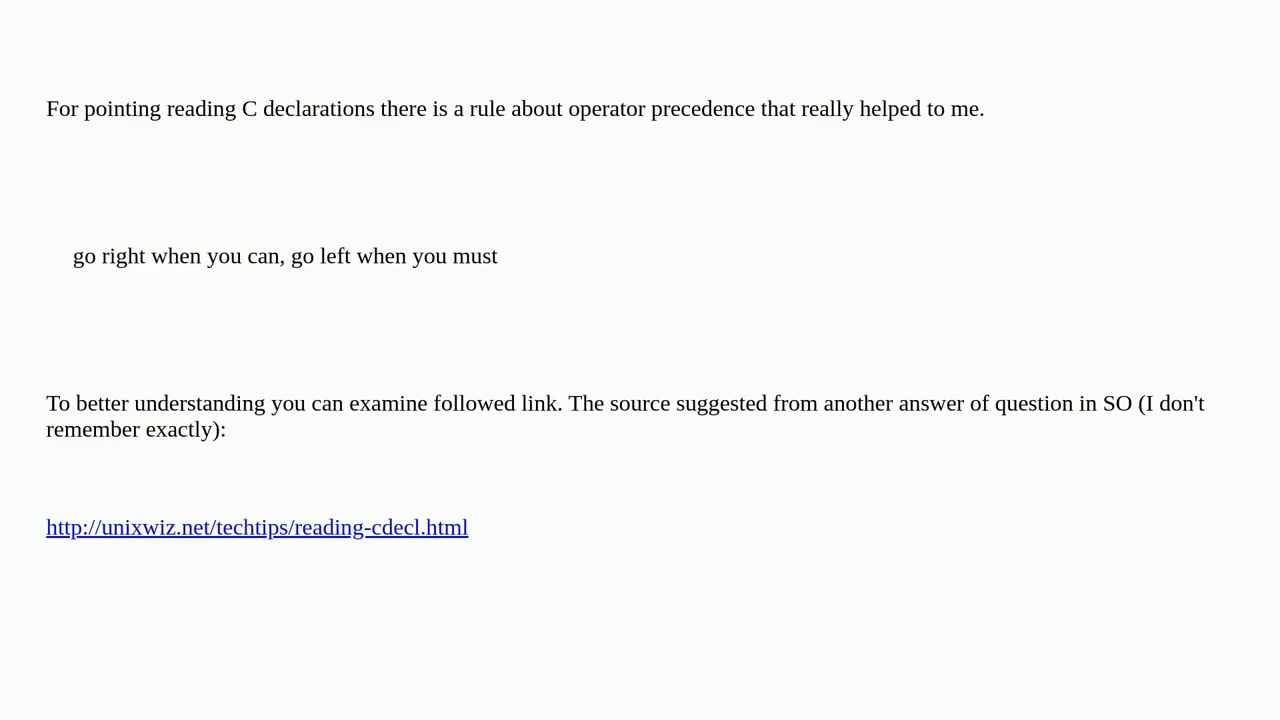 For pointing reading C declarations there is a rule about operator precedence that really helped to me.
go right when you can, go left when you must
To better understanding you can examine followed link. The source suggested from another answer of question in SO (I don't
remember exactly):
http://unixwiz.net/techtips/reading-cdecl.html